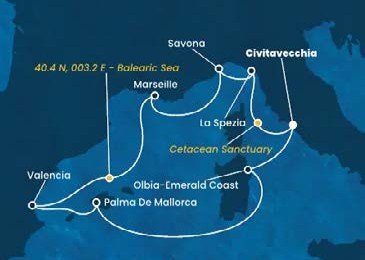 Savona
Civitavecchia
40.4 N, 003.2 E - Balearic Sea
Marseille
La Spezia
Cetacean Sanctuary
Valencia
Olbia-Emerald Coast
Palma De Mallorca